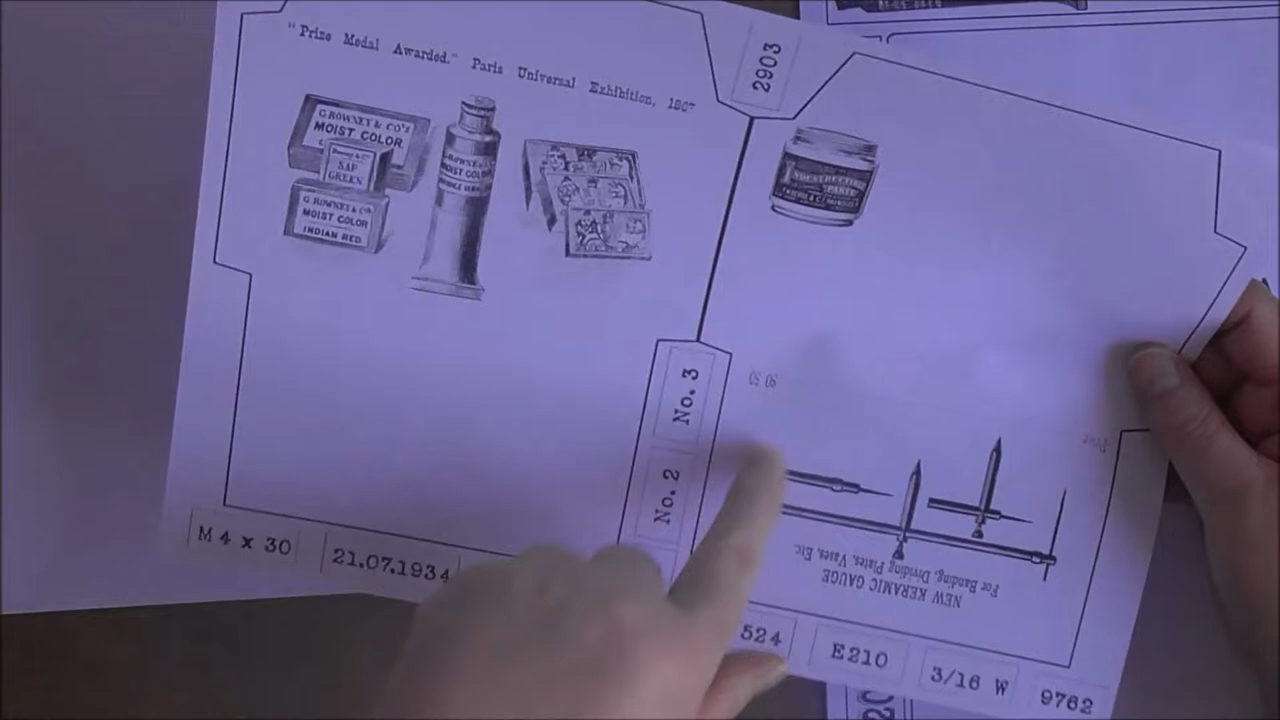 "Prize Medal Awarded." Paris Universal Exhibition, 1867
2903
G. ROWNEY & CO'S
MOIST COLOR
SAP
GREEN
G. ROWNEY & CO'S
MOIST COLOR
INDIAN RED
MOIST COLOR
No. 3
No. 2
M 4 x 30
21.07.1934
NEW KERAMIC GAUGE
For Banding, Dividing Plates, Vases, Etc.
524
E210
3/16 W
9762